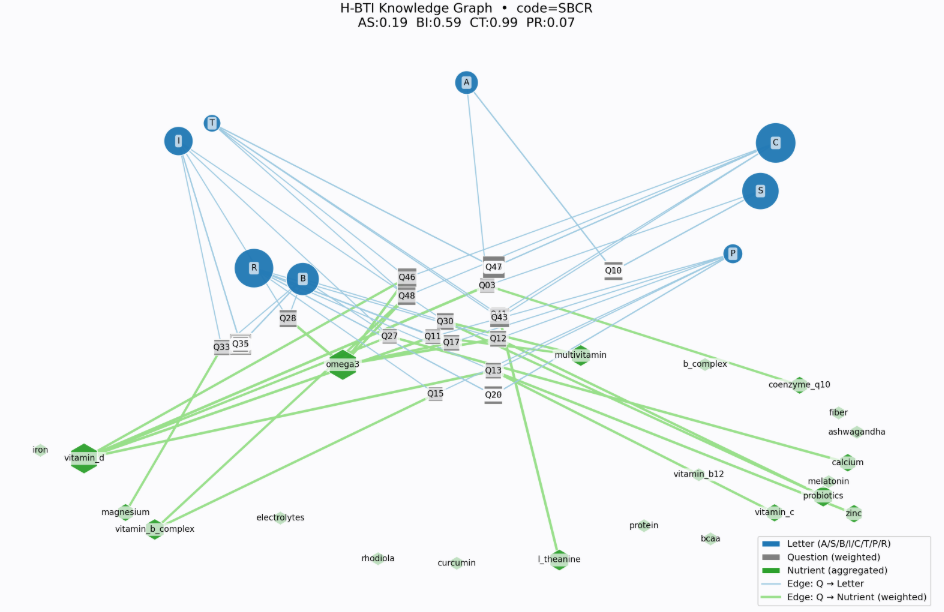 H-BTI Knowledge Graph • code=SBCR
AS:0.19 BI:0.59 CT:0.99 PR:0.07
A
T
I
C
S
P
R
B
Q47
Q10
Q46
Q03
Q48
Q28
Q43
Q30
Q27
Q11
Q12
Q17
Q35
Q33
multivitamin
omega3
b_complex
Q13
coenzyme_q10
Q15
Q20
fiber
ashwagandha
iron
vitamin_d
calcium
vitamin_b12
melatonin
probiotics
magnesium
vitamin_c
zinc
electrolytes
vitamin_b_complex
protein
bcaa
rhodiola
curcumin
l_theanine
Letter (A/S/B/I/C/T/P/R)
Question (weighted)
Nutrient (aggregated)
Edge: Q → Letter
Edge: Q → Nutrient (weighted)